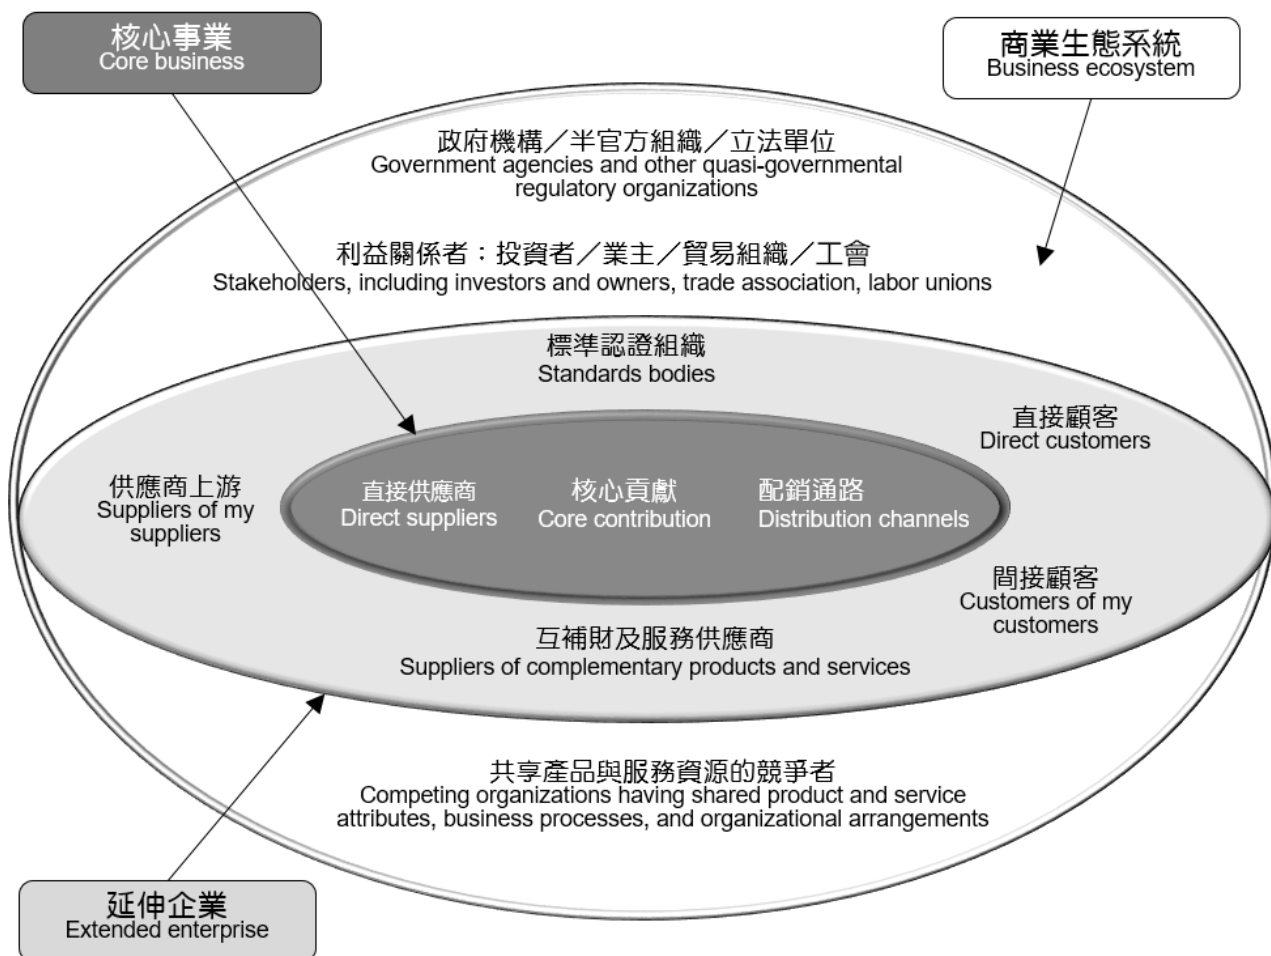 核心事業
Core business
商業生態系統
Business ecosystem
政府機構／半官方組織／立法單位
Government agencies and other quasi-governmental
regulatory organizations
利益關係者：投資者／業主／貿易組織／工會
Stakeholders, including investors and owners, trade association, labor unions
標準認證組織
Standards bodies
直接顧客
Direct customers
供應商上游
Suppliers of my
suppliers
直接供應商
Direct suppliers
核心貢獻
Core contribution
配銷通路
Distribution channels
間接顧客
Customers of my
customers
互補財及服務供應商
Suppliers of complementary products and services
共享產品與服務資源的競爭者
Competing organizations having shared product and service
attributes, business processes, and organizational arrangements
延伸企業
Extended enterprise